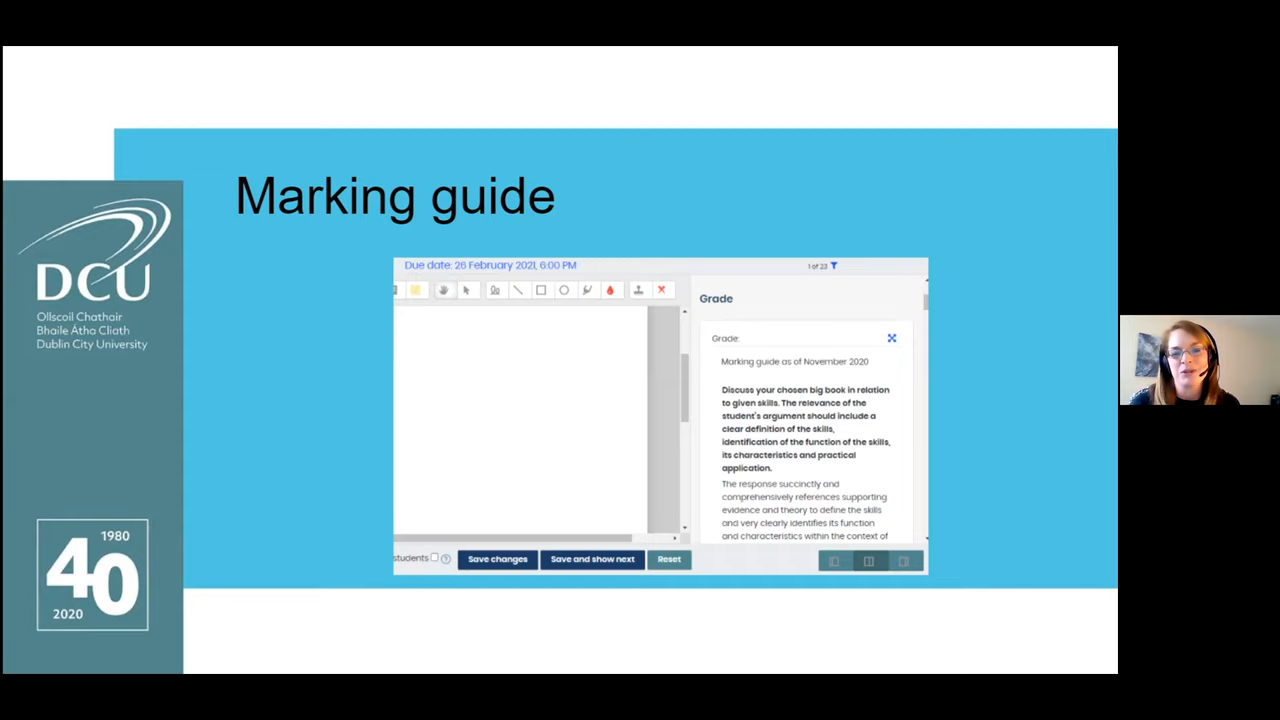 Marking guide
DCU
Ollscoil Chathair
Bhaile Átha Cliath
Dublin City University
1980
40
2020
Due date: 26 February 2021, 6:00 PM
1 of 23
Grade
Grade:
Marking guide as of November 2020
Discuss your chosen big book in relation
to given skills. The relevance of the
student's argument should include a
clear definition of the skills,
identification of the function of the skills,
its characteristics and practical
application.
The response succinctly and
comprehensively references supporting
evidence and theory to define the skills
and very clearly identifies its function
and characteristics within the context of
students
Save changes
Save and show next
Reset